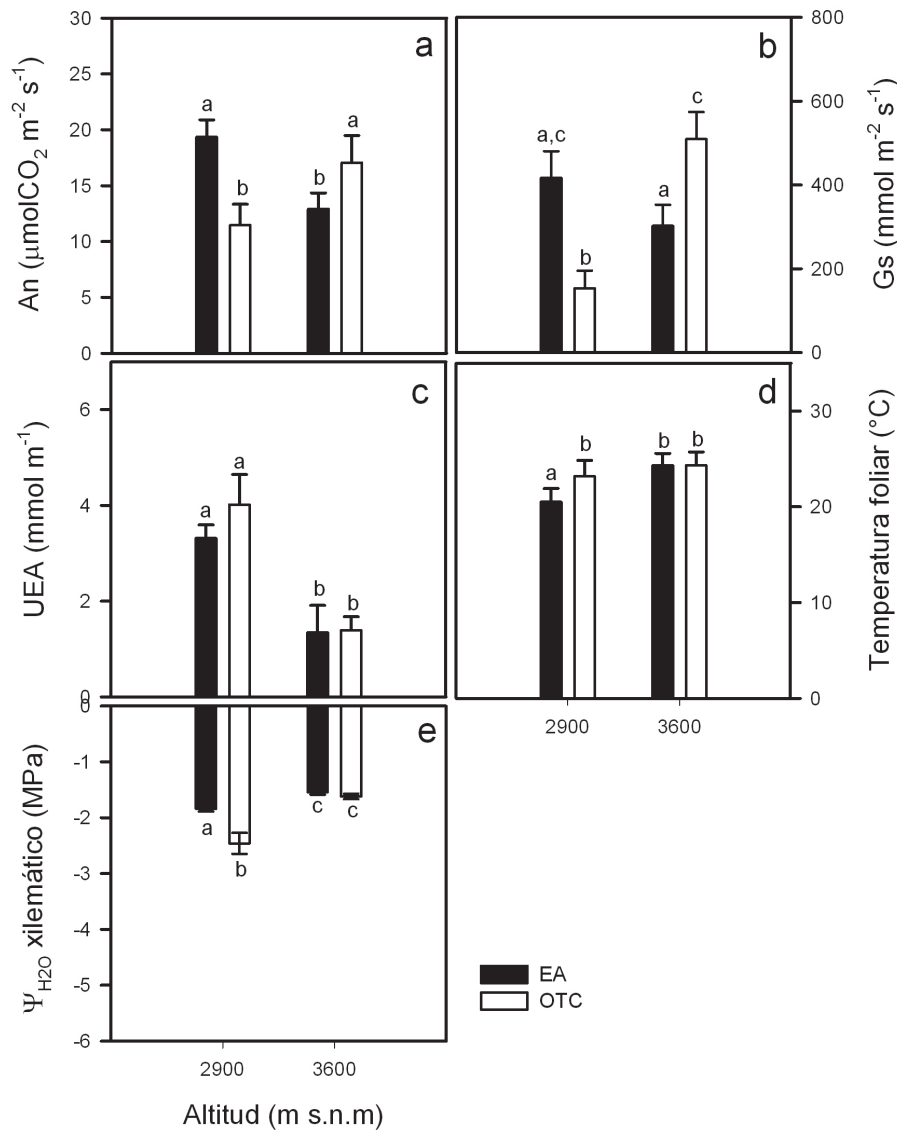 a
An (μmolCO₂ m⁻² s⁻¹)
30
25
20
15
10
5
0
a
b
b
a
b
Gs (mmol m⁻² s⁻¹)
800
600
400
200
0
a,c
b
a
c
c
UEA (mmol m⁻¹)
6
4
2
0
a
a
b
b
d
Temperatura foliar (°C)
30
20
10
0
a
b
b
b
2900
3600
e
Ψ_H2O xilemático (MPa)
0
-1
-2
-3
-4
-5
-6
a
b
c
c
2900
3600
Altitud (m s.n.m)
EA
OTC